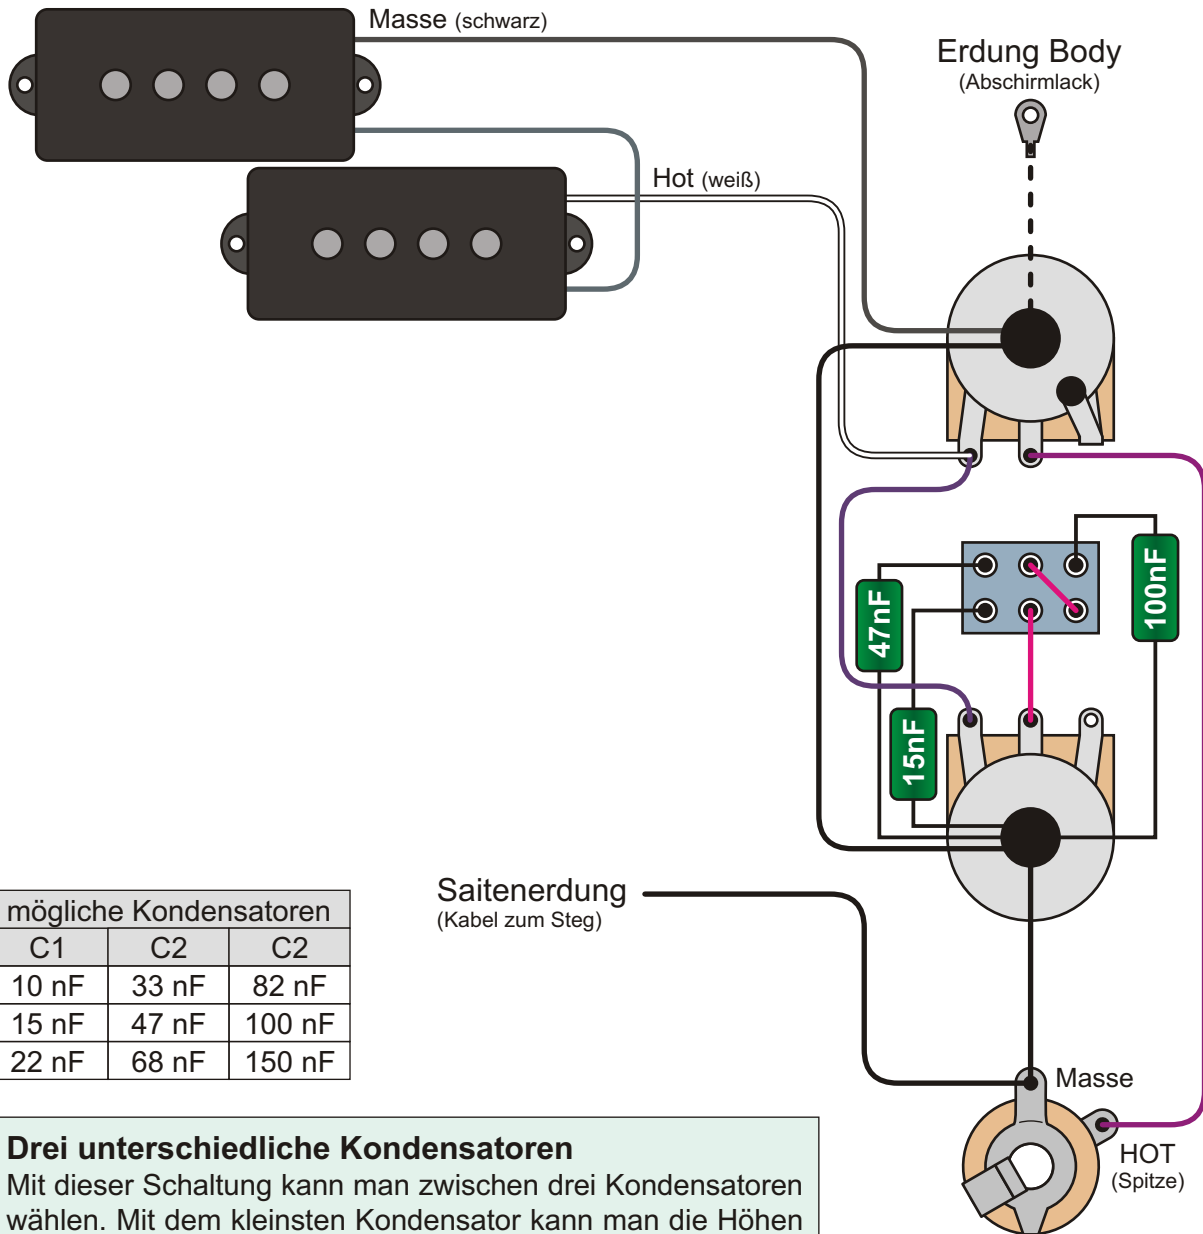 Masse (schwarz)
Erdung Body
(Abschirmlack)
Hot (weiß)
47nF
100nF
15nF
Saitenerdung
(Kabel zum Steg)
mögliche Kondensatoren
C1 C2 C2
10 nF 33 nF 82 nF
15 nF 47 nF 100 nF
22 nF 68 nF 150 nF
Masse
HOT
(Spitze)
Drei unterschiedliche Kondensatoren
Mit dieser Schaltung kann man zwischen drei Kondensatoren
wählen. Mit dem kleinsten Kondensator kann man die Höhen